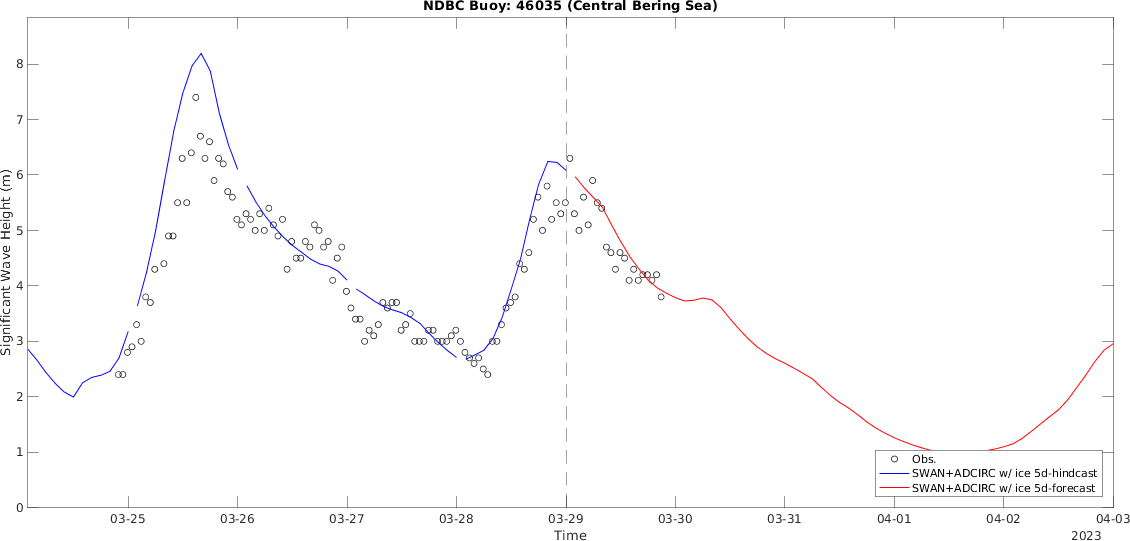 NDBC Buoy: 46035 (Central Bering Sea)
Significant Wave Height (m)
8
7
6
5
4
3
2
1
0
Obs.
SWAN+ADCIRC w/ ice 5d-hindcast
SWAN+ADCIRC w/ ice 5d-forecast
03-25 03-26 03-27 03-28 03-29 03-30 03-31 04-01 04-02 04-03
Time
2023